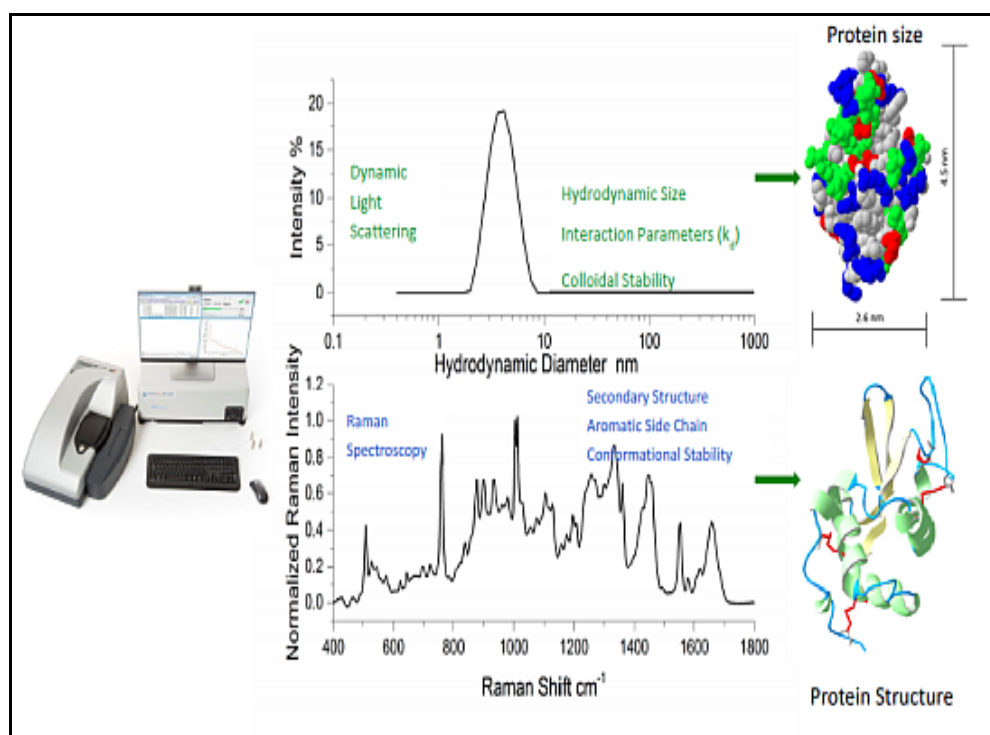 Protein size
20
15
10
5
0
Intensity %
Dynamic
Light
Scattering
Hydrodynamic Size
Interaction Parameters (kd)
Colloidal Stability
0.1 1 10 100 1000
Hydrodynamic Diameter nm
4.5 nm
2.6 nm
1.2
1.0
0.8
0.6
0.4
0.2
0.0
Normalized Raman Intensity
Raman
Spectroscopy
Secondary Structure
Aromatic Side Chain
Conformational Stability
400 600 800 1000 1200 1400 1600 1800
Raman Shift cm-1
Protein Structure